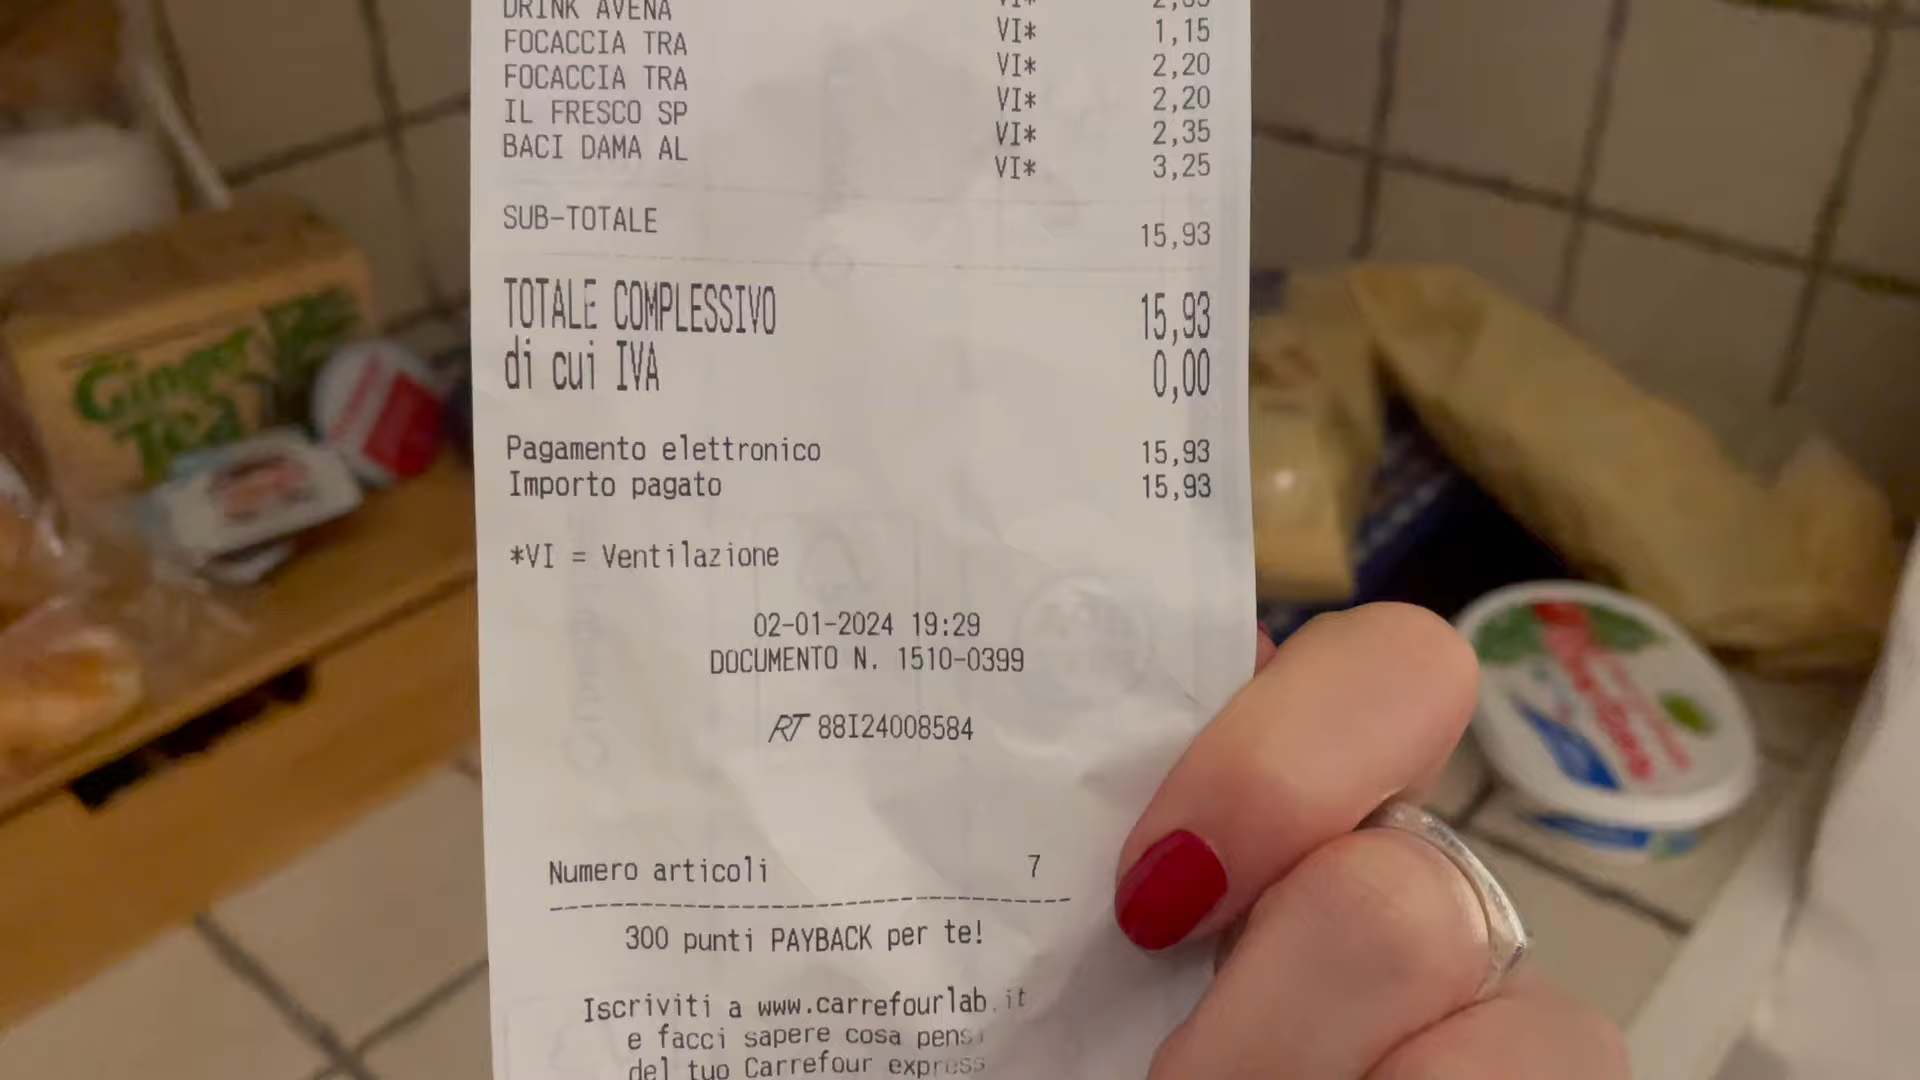 DRINK AVENA VI*
FOCACCIA TRA VI* 1,15
FOCACCIA TRA VI* 2,20
IL FRESCO SP VI* 2,20
BACI DAMA AL VI* 2,35
VI* 3,25
SUB-TOTALE 15,93
TOTALE COMPLESSIVO 15,93
di cui IVA 0,00
Pagamento elettronico 15,93
Importo pagato 15,93
*VI = Ventilazione
02-01-2024 19:29
DOCUMENTO N. 1510-0399
RT 88I24008584
Numero articoli 7
300 punti PAYBACK per te!
Iscriviti a www.carrefourlab.it
e facci sapere cosa pensi
del tuo Carrefour express
Ginger